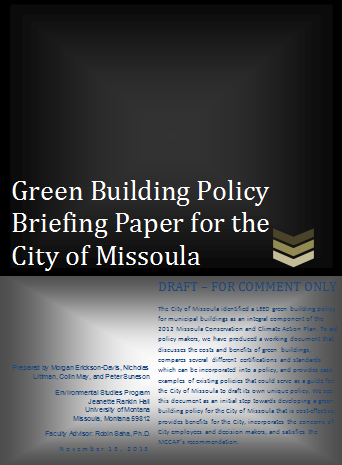 Green Building Policy
Briefing Paper for the
City of Missoula
DRAFT – FOR COMMENT ONLY
The City of Missoula identified a LEED green building policy
for municipal buildings as an integral component of the
2012 Missoula Conservation and Climate Action Plan. To aid
policy makers, we have produced a working document that
discusses the costs and benefits of green buildings,
compares several different certifications and standards
which can be incorporated into a policy, and provides case
examples of existing policies that could serve as a guide for
the City of Missoula to draft its own unique policy. We see
this document as an initial step towards developing a green
building policy for the City of Missoula that is cost-effective,
provides benefits for the City, incorporates the concerns of
City employees and decision makers, and satisfies the
MCCAP's recommendation.
Prepared by Morgan Erickson-Davis, Nicholas
Littman, Colin May, and Peter Suneson
Environmental Studies Program
Jeanette Rankin Hall
University of Montana
Missoula, Montana 59812
Faculty Advisor: Robin Saha, Ph.D.
November 15, 2013